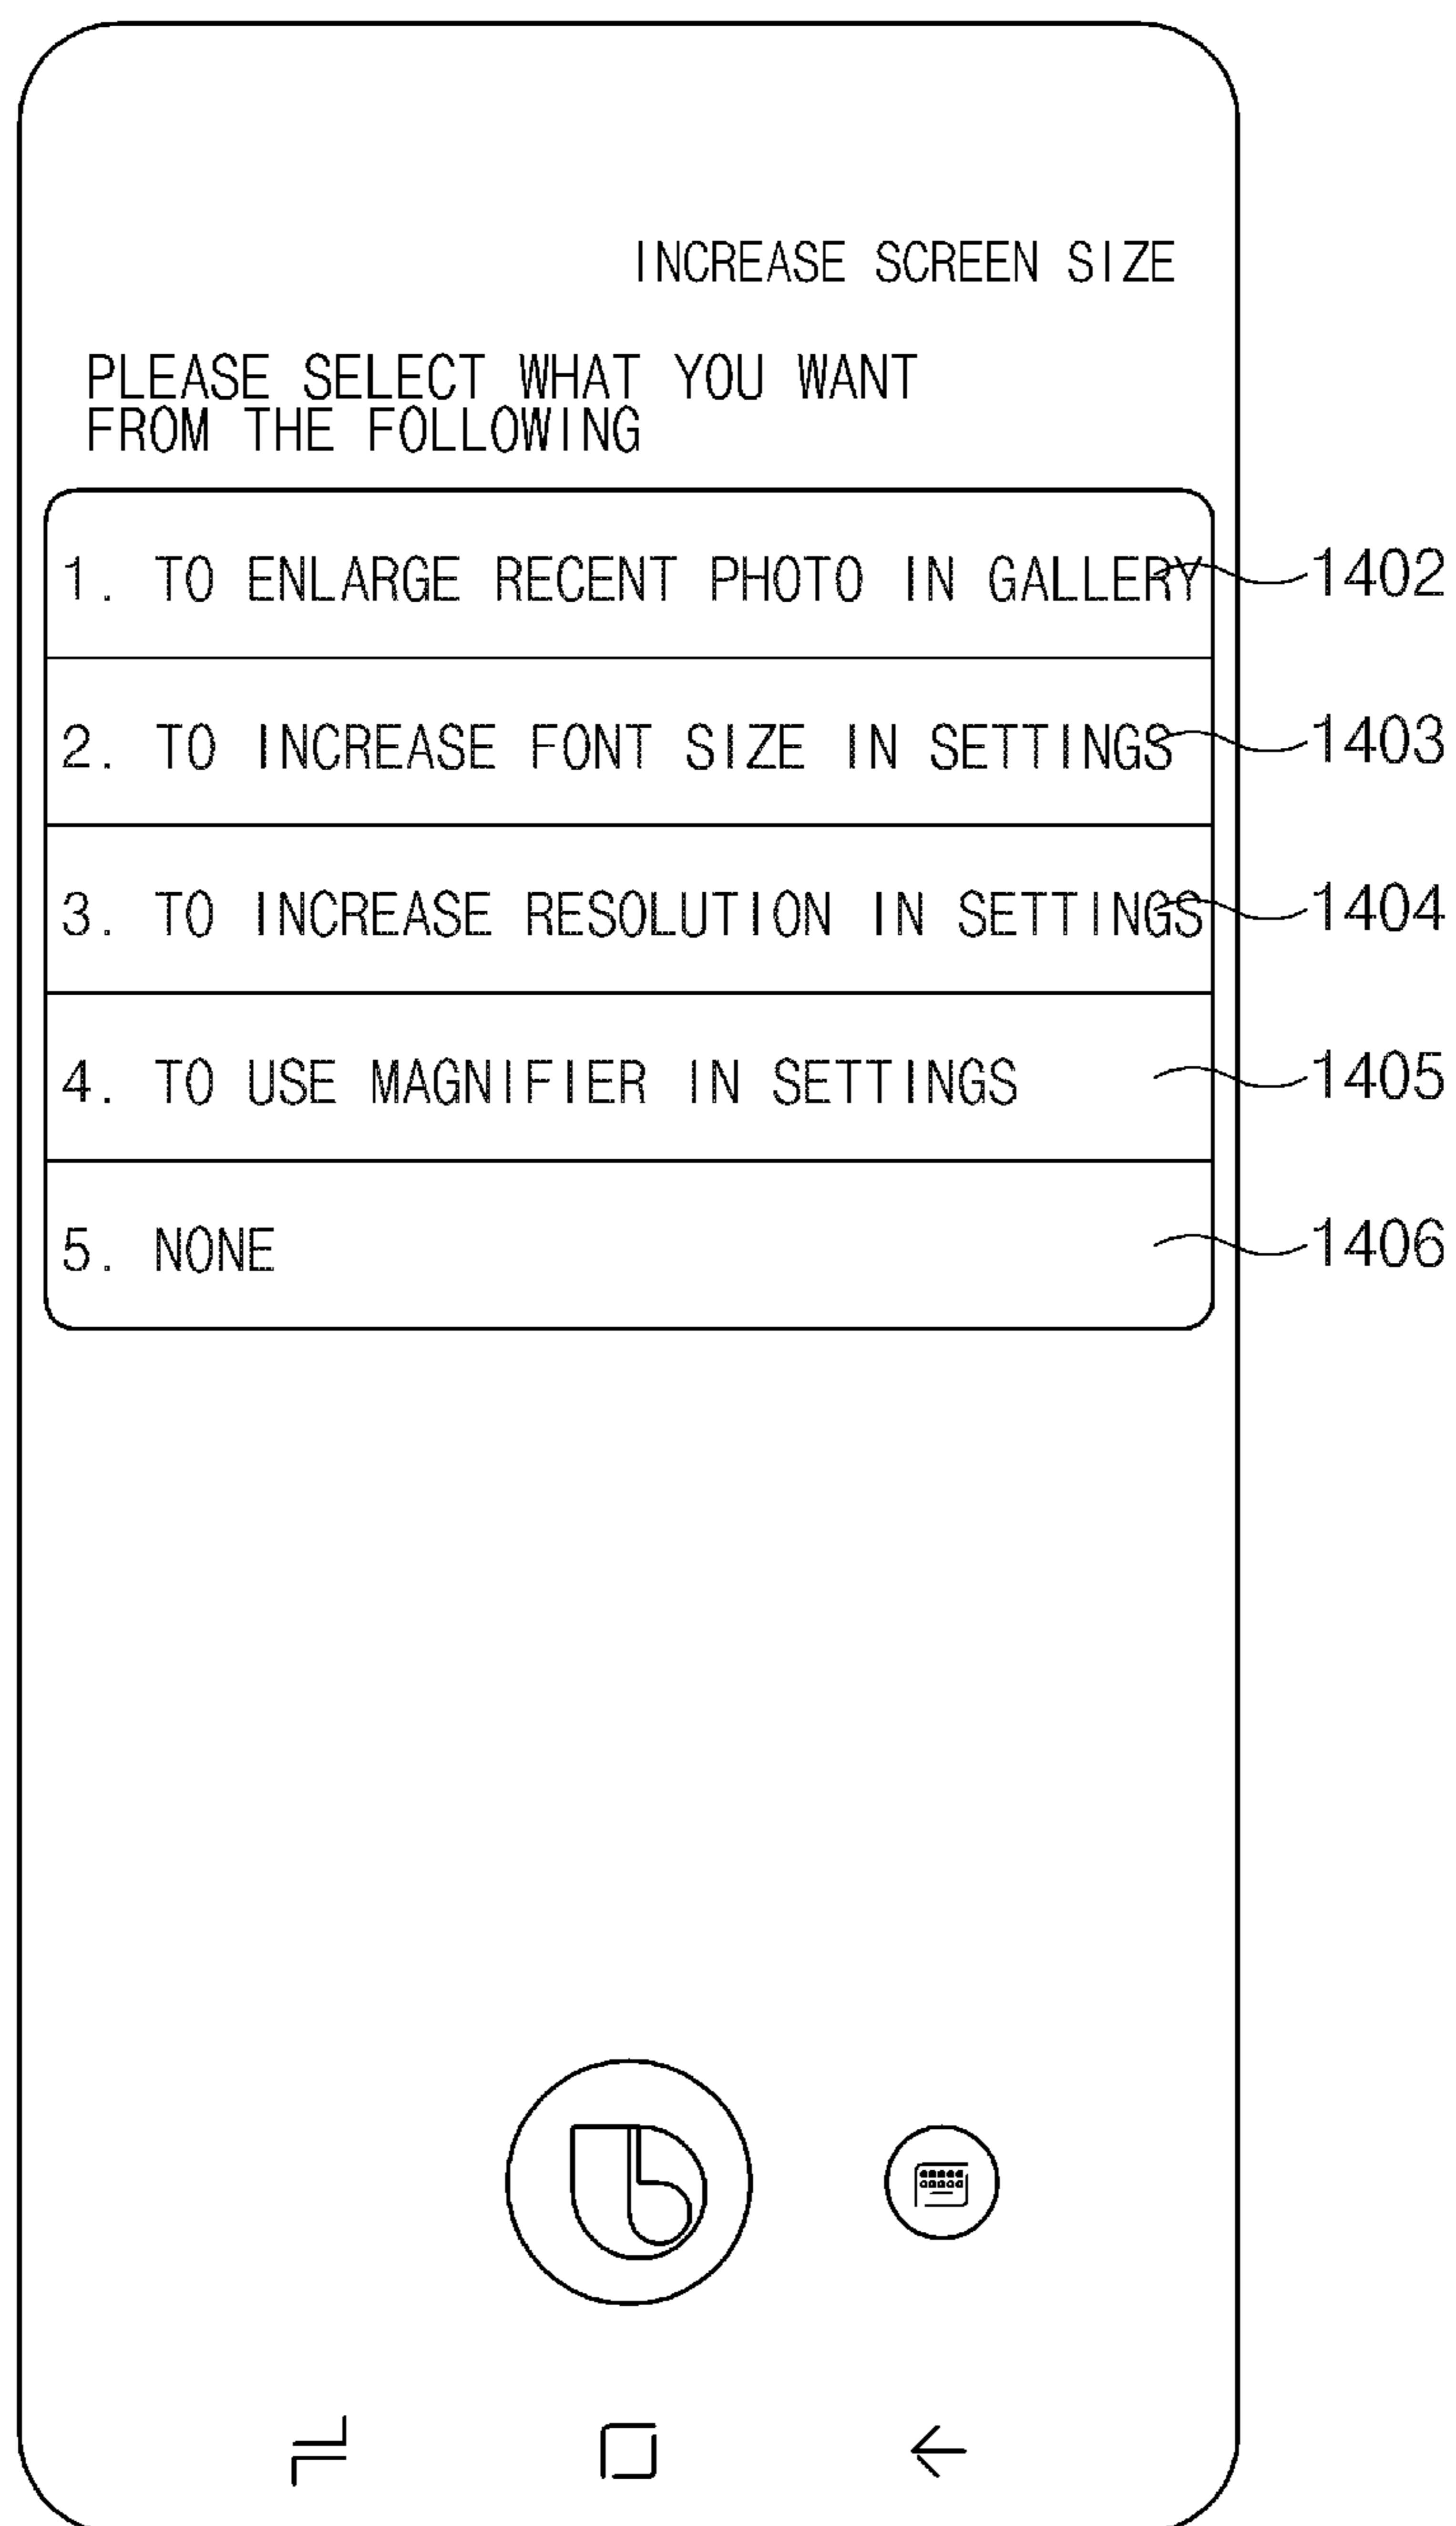 INCREASE SCREEN SIZE
PLEASE SELECT WHAT YOU WANT
FROM THE FOLLOWING
1. TO ENLARGE RECENT PHOTO IN GALLERY 1402
2. TO INCREASE FONT SIZE IN SETTINGS 1403
3. TO INCREASE RESOLUTION IN SETTINGS 1404
4. TO USE MAGNIFIER IN SETTINGS 1405
5. NONE 1406